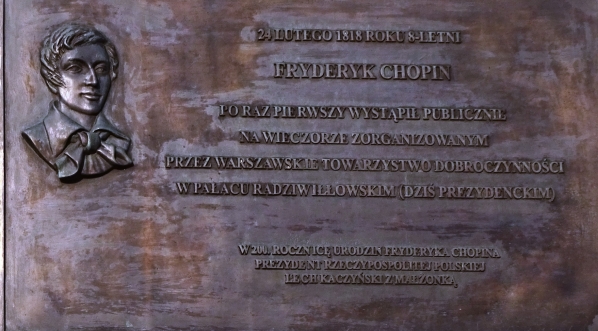 24 LUTEGO 1818 ROKU 8-LETNI
FRYDERYK CHOPIN
PO RAZ PIERWSZY WYSTĄPIŁ PUBLICZNIE
NA WIECZORZE ZORGANIZOWANYM
PRZEZ WARSZAWSKIE TOWARZYSTWO DOBROCZYNNOŚCI
W PAŁACU RADZIWIŁŁOWSKIM (DZIŚ PREZYDENCKIM)
W 200. ROCZNICĘ URODZIN FRYDERYKA CHOPINA
PREZYDENT RZECZYPOSPOLITEJ POLSKIEJ
LECH KACZYŃSKI Z MAŁŻONKĄ